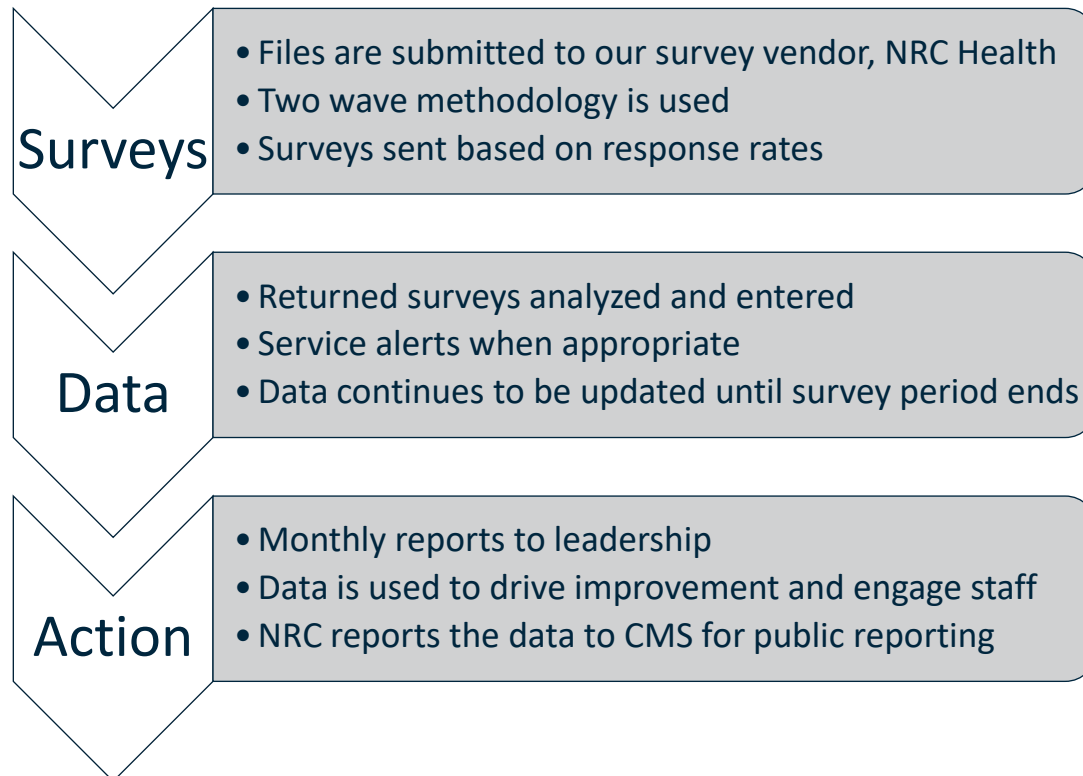 Surveys
• Files are submitted to our survey vendor, NRC Health
• Two wave methodology is used
• Surveys sent based on response rates
Data
• Returned surveys analyzed and entered
• Service alerts when appropriate
• Data continues to be updated until survey period ends
Action
• Monthly reports to leadership
• Data is used to drive improvement and engage staff
• NRC reports the data to CMS for public reporting